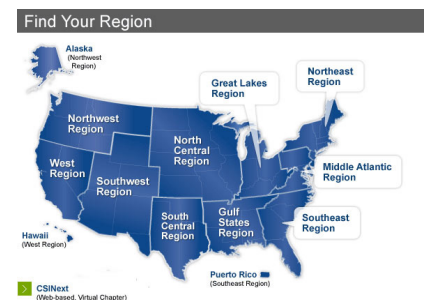 Find Your Region
Alaska
(Northwest
Region)
Great Lakes
Region
Northeast
Region
Northwest
Region
North
Central
Region
West
Region
Southwest
Region
Middle Atlantic
Region
South
Central
Region
Gulf
States
Region
Southeast
Region
Hawaii
(West Region)
Puerto Rico
(Southeast Region)
CSINext
(Web-based, Virtual Chapter)